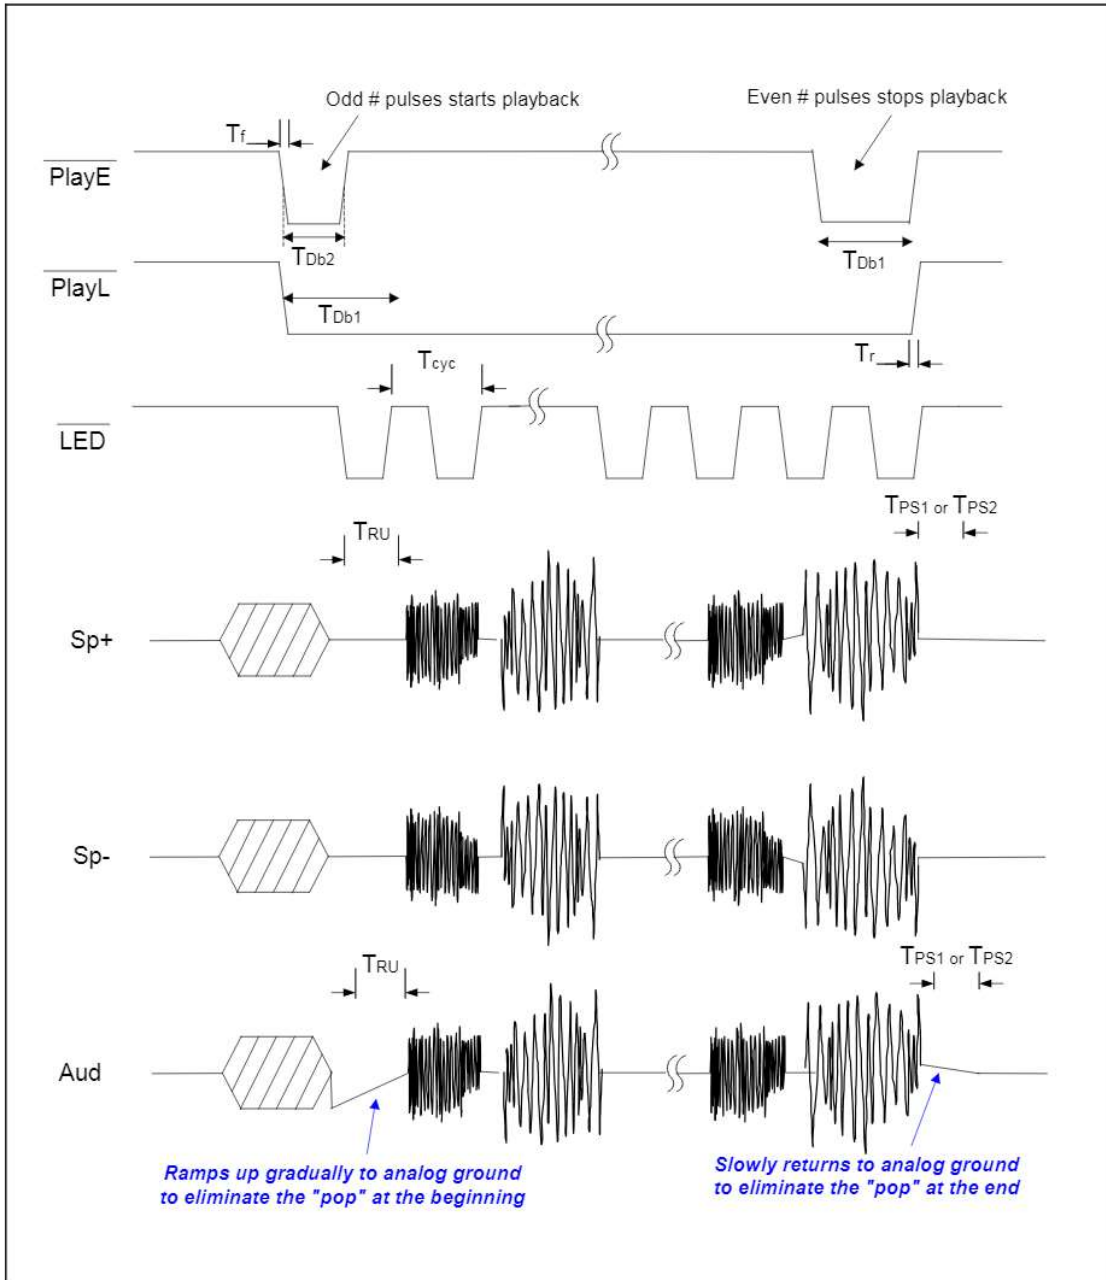 Odd # pulses starts playback
Even # pulses stops playback
Tf
PlayE
TDb2
TDb1
PlayL
TDb1
Tr
Tcyc
LED
TPS1 or TPS2
TRU
Sp+
Sp-
TRU
TPS1 or TPS2
Aud
Ramps up gradually to analog ground
to eliminate the "pop" at the beginning
Slowly returns to analog ground
to eliminate the "pop" at the end